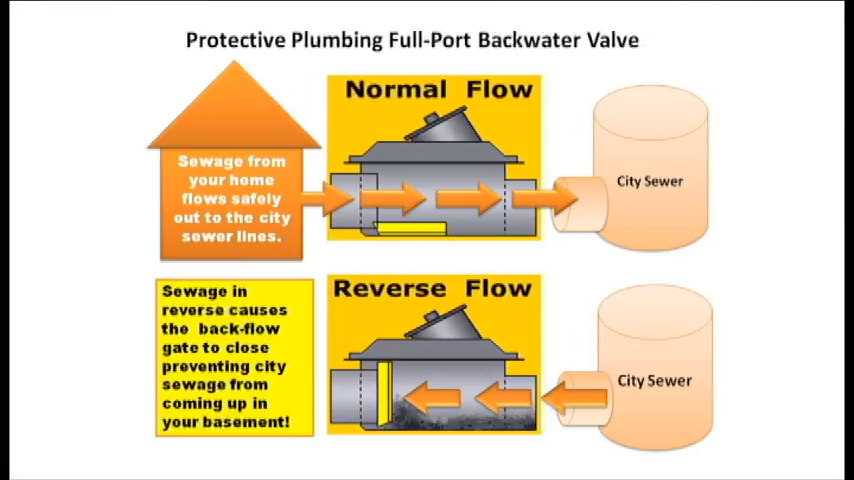 Protective Plumbing Full-Port Backwater Valve
Normal Flow
Sewage from
your home
flows safely
out to the city
sewer lines.
City Sewer
Reverse Flow
Sewage in
reverse causes
the back-flow
gate to close
preventing city
sewage from
coming up in
your basement!
City Sewer